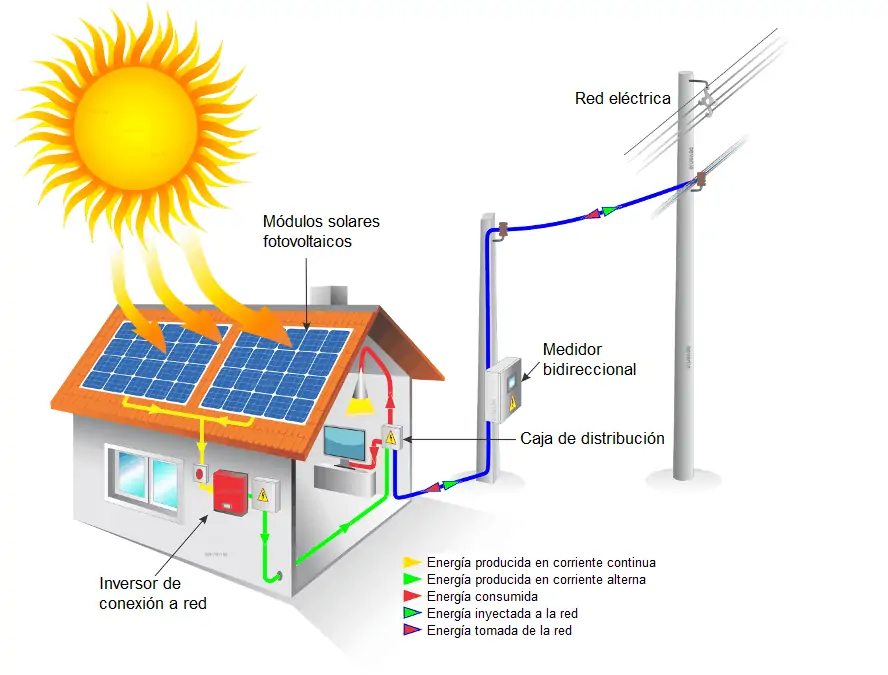 Red eléctrica
Módulos solares
fotovoltaicos
Medidor
bidireccional
Caja de distribución
Inversor de
conexión a red
Energía producida en corriente continua
Energía producida en corriente alterna
Energía consumida
Energía inyectada a la red
Energía tomada de la red